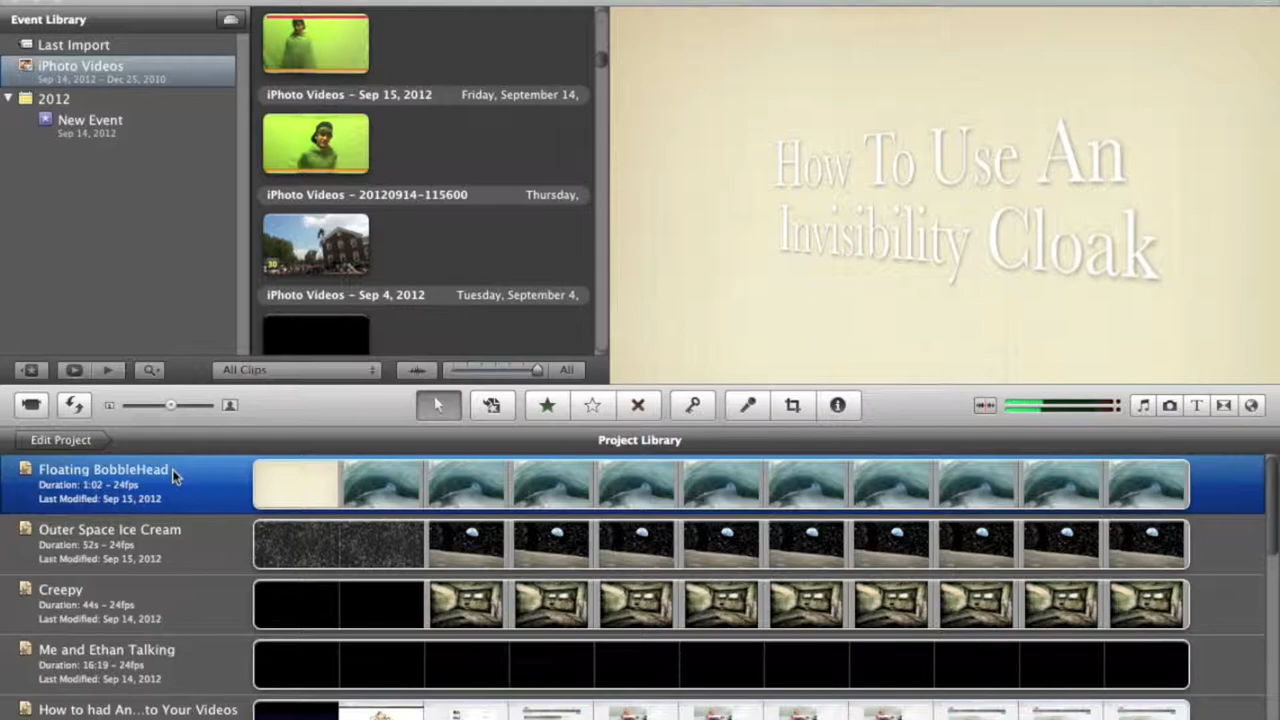 Event Library
Last Import
iPhoto Videos
Sep 14, 2012 – Dec 25, 2010
2012
New Event
Sep 14, 2012
iPhoto Videos – Sep 15, 2012 Friday, September 14,
iPhoto Videos – 20120914–115600 Thursday,
30
iPhoto Videos – Sep 4, 2012 Tuesday, September 4,
How To Use An
Invisibility Cloak
All Clips
All
Edit Project
Project Library
Floating BobbleHead
Duration: 1:02 – 24fps
Last Modified: Sep 15, 2012
Outer Space Ice Cream
Duration: 52s – 24fps
Last Modified: Sep 15, 2012
Creepy
Duration: 44s – 24fps
Last Modified: Sep 14, 2012
Me and Ethan Talking
Duration: 16:19 – 24fps
Last Modified: Sep 14, 2012
How to had An...to Your Videos